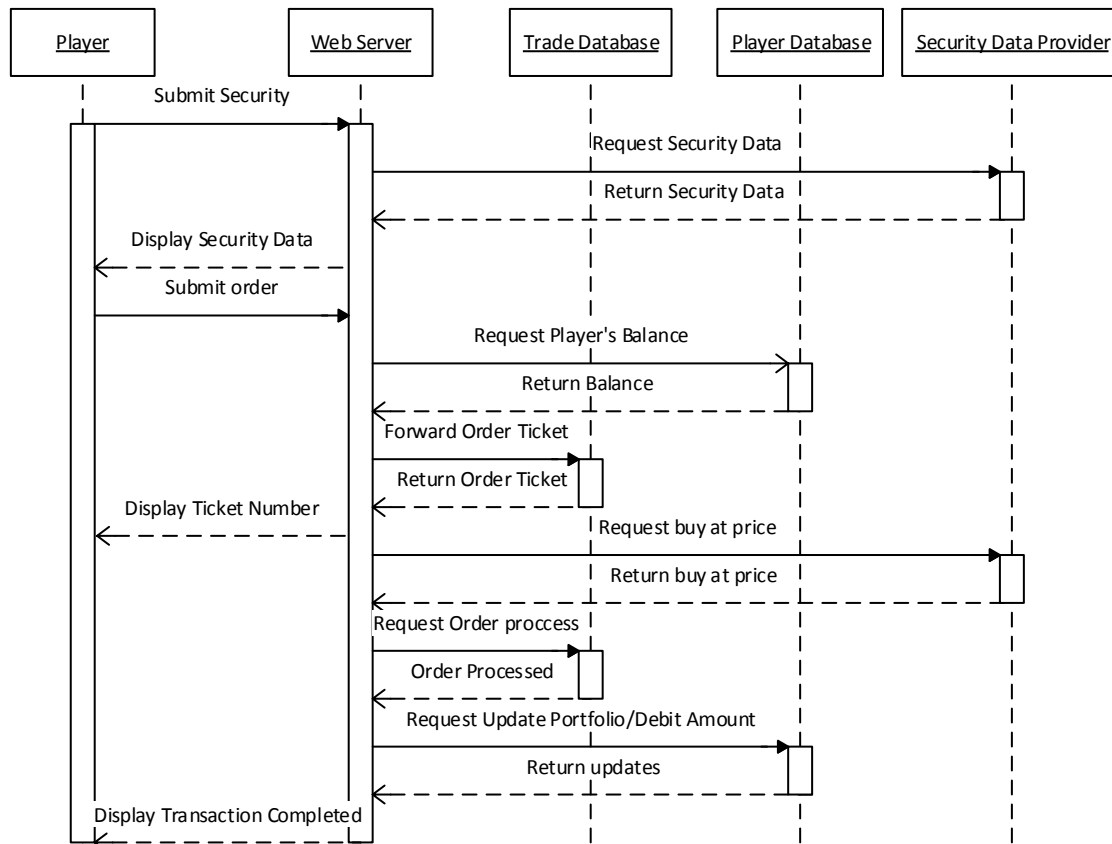 Player
Web Server
Trade Database
Player Database
Security Data Provider
Submit Security
Request Security Data
Return Security Data
Display Security Data
Submit order
Request Player's Balance
Return Balance
Forward Order Ticket
Return Order Ticket
Display Ticket Number
Request buy at price
Return buy at price
Request Order proccess
Order Processed
Request Update Portfolio/Debit Amount
Return updates
Display Transaction Completed